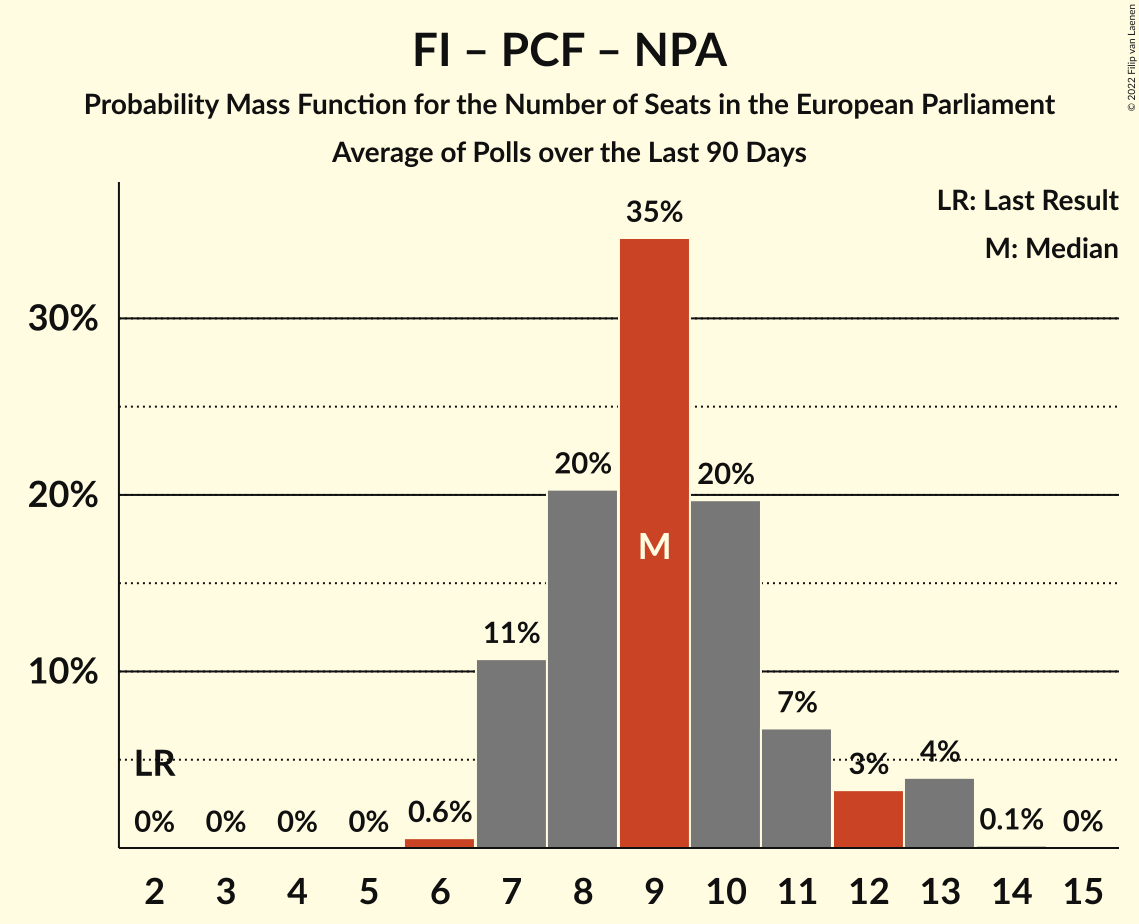 FI – PCF – NPA
Probability Mass Function for the Number of Seats in the European Parliament
Average of Polls over the Last 90 Days
© 2022 Filip van Laenen
LR: Last Result
M: Median
30%
20%
10%
LR
M
0%
0%
0%
0%
0.6%
11%
20%
35%
20%
7%
3%
4%
0.1%
0%
2 3 4 5 6 7 8 9 10 11 12 13 14 15